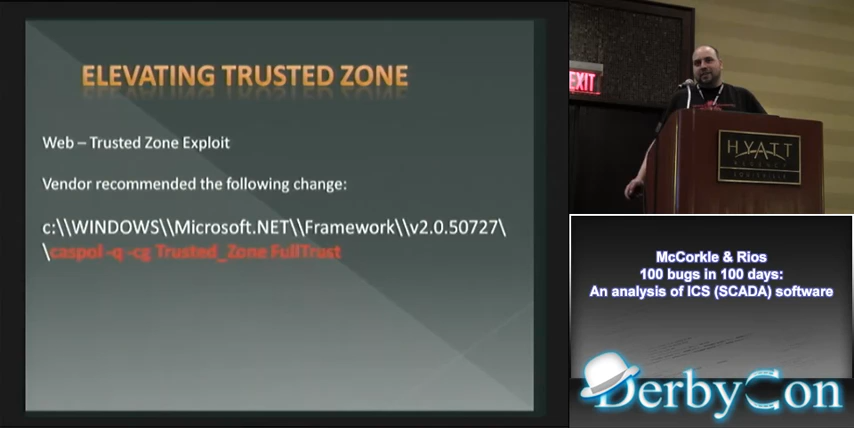 ELEVATING TRUSTED ZONE
Web – Trusted Zone Exploit
Vendor recommended the following change:
c:\\WINDOWS\\Microsoft.NET\\Framework\\v2.0.50727\
\caspol -q -cg Trusted_Zone FullTrust
EXIT
HYATT
REGENCY
LOUISVILLE
McCorkle & Rios
100 bugs in 100 days:
An analysis of ICS (SCADA) software
DerbyCon